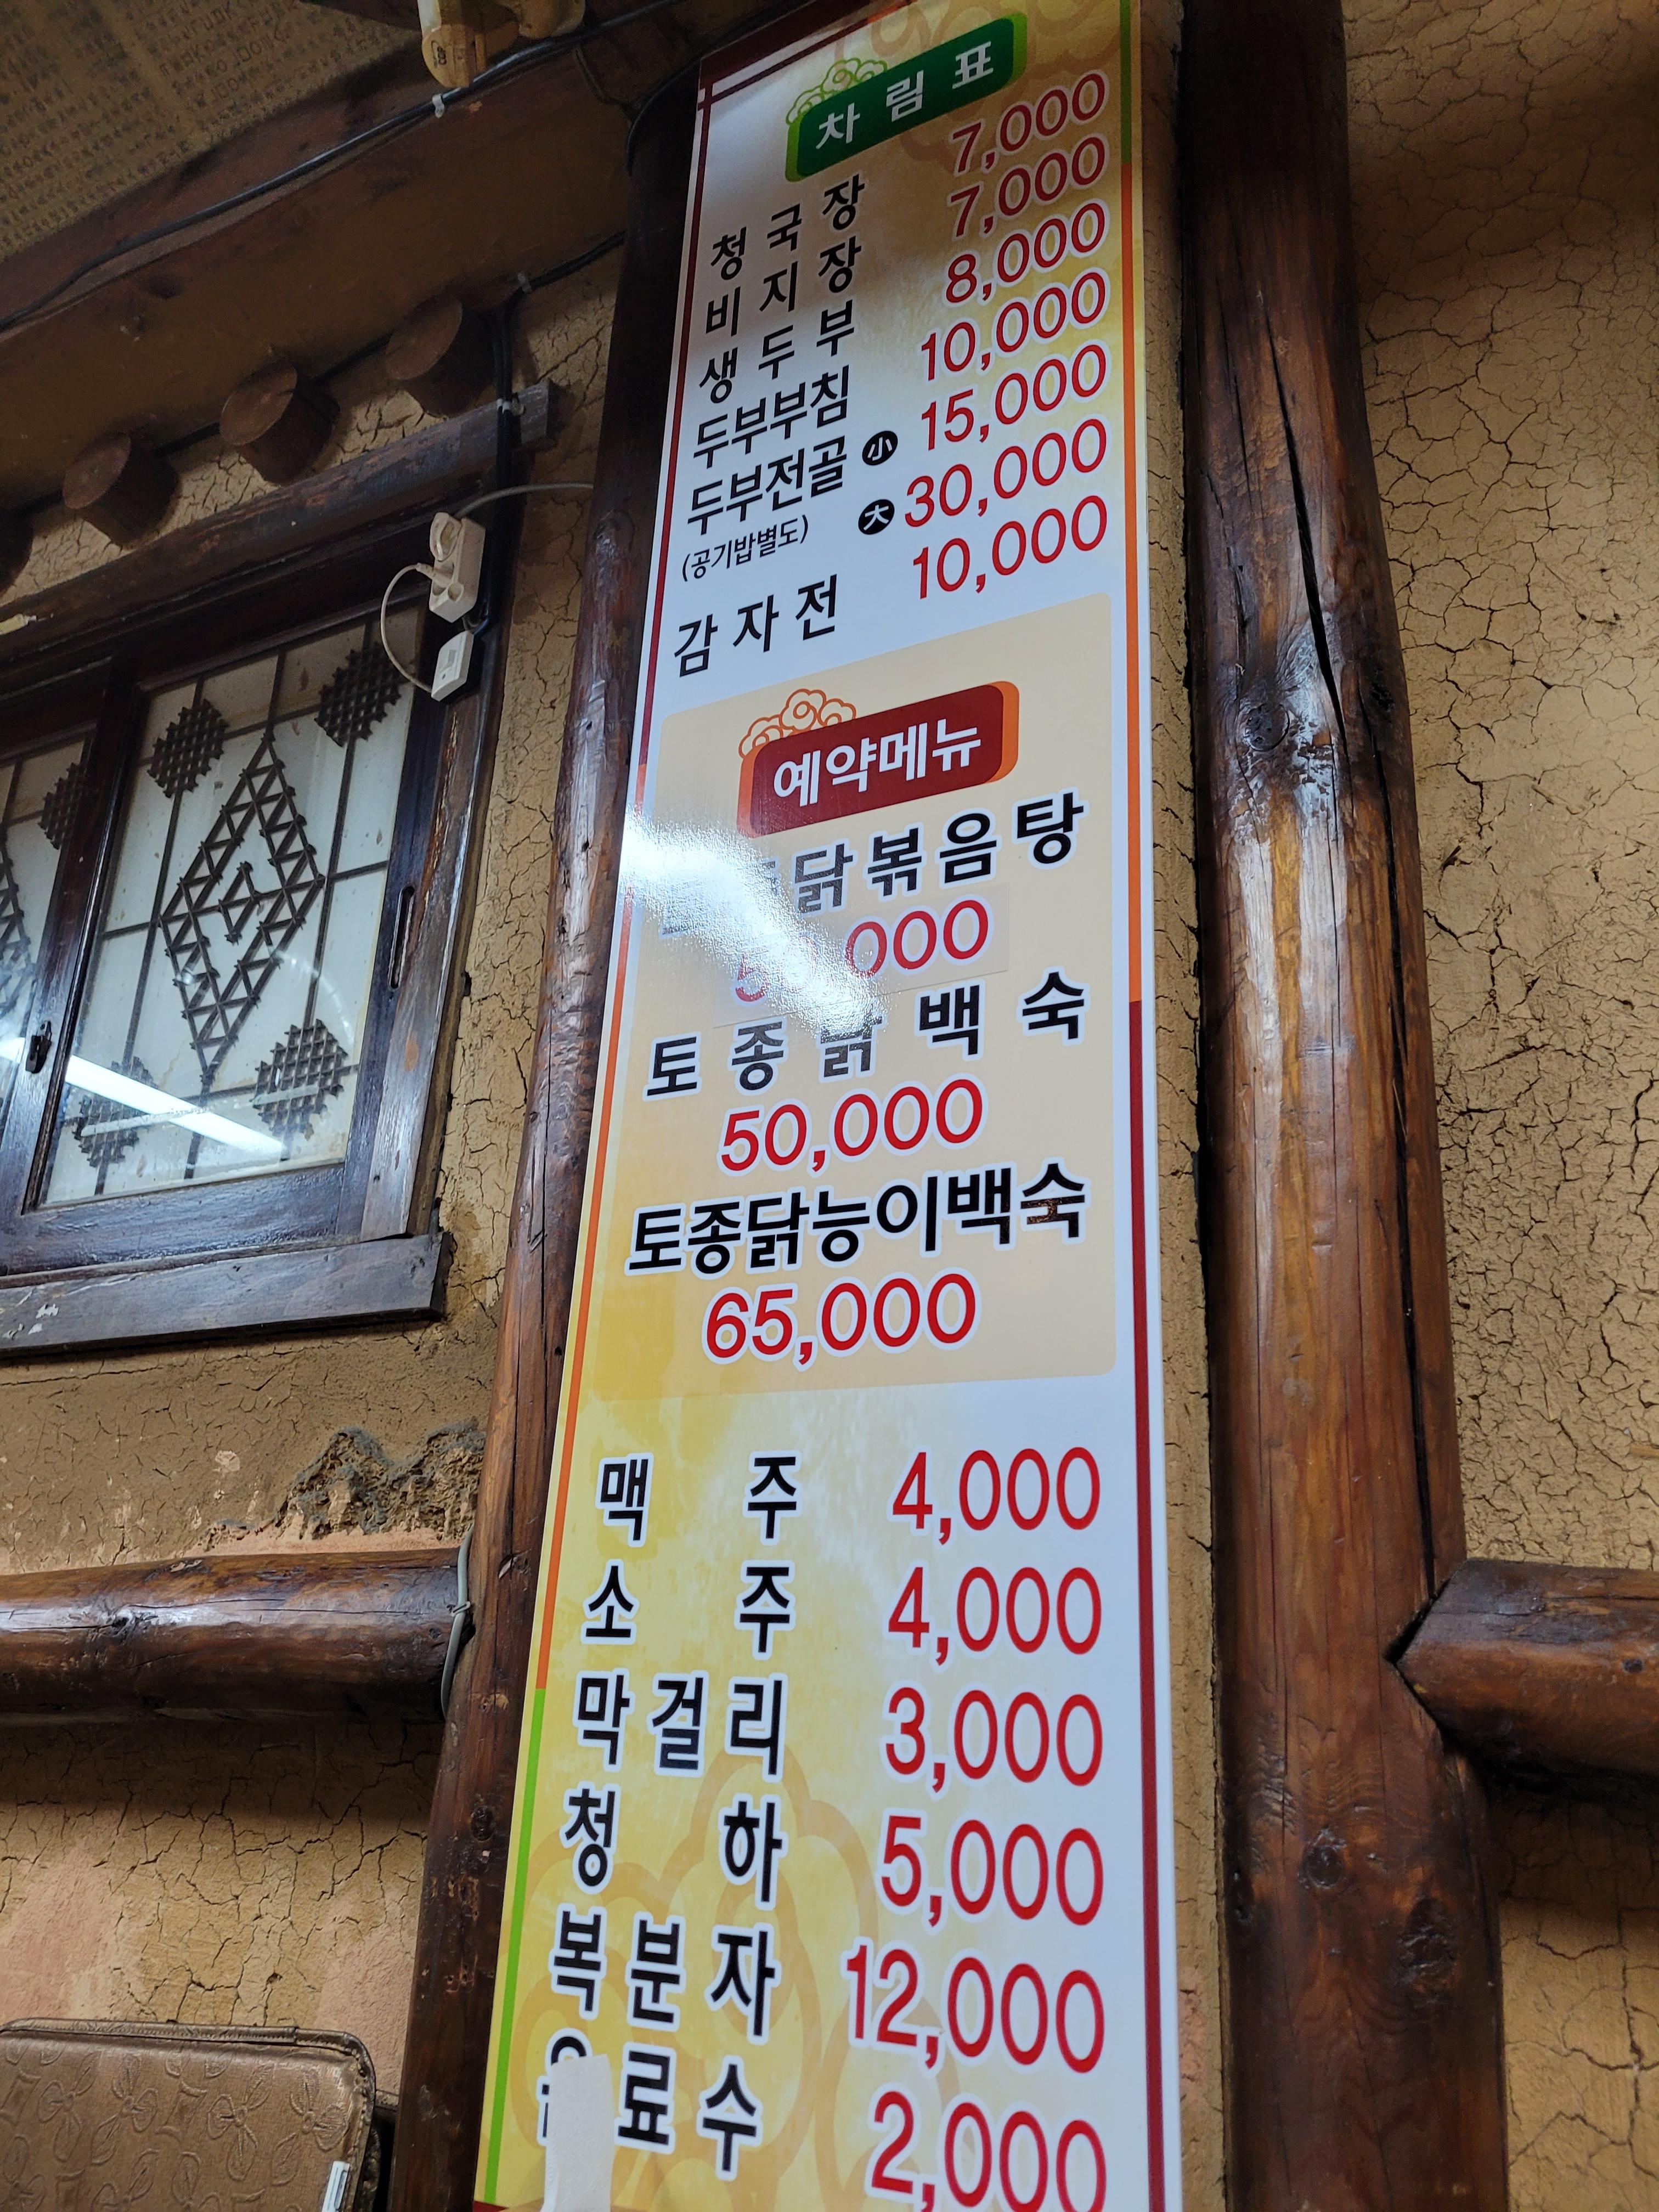 차림표
청국장 7,000
비지장 7,000
생두부 8,000
두부부침 10,000
두부전골 小 15,000
(공기밥별도) 大 30,000
감자전 10,000
예약메뉴
닭볶음탕
토종닭백숙
50,000
토종닭능이백숙
65,000
맥주 4,000
소주 4,000
막걸리 3,000
청하 5,000
복분자 12,000
음료수 2,000